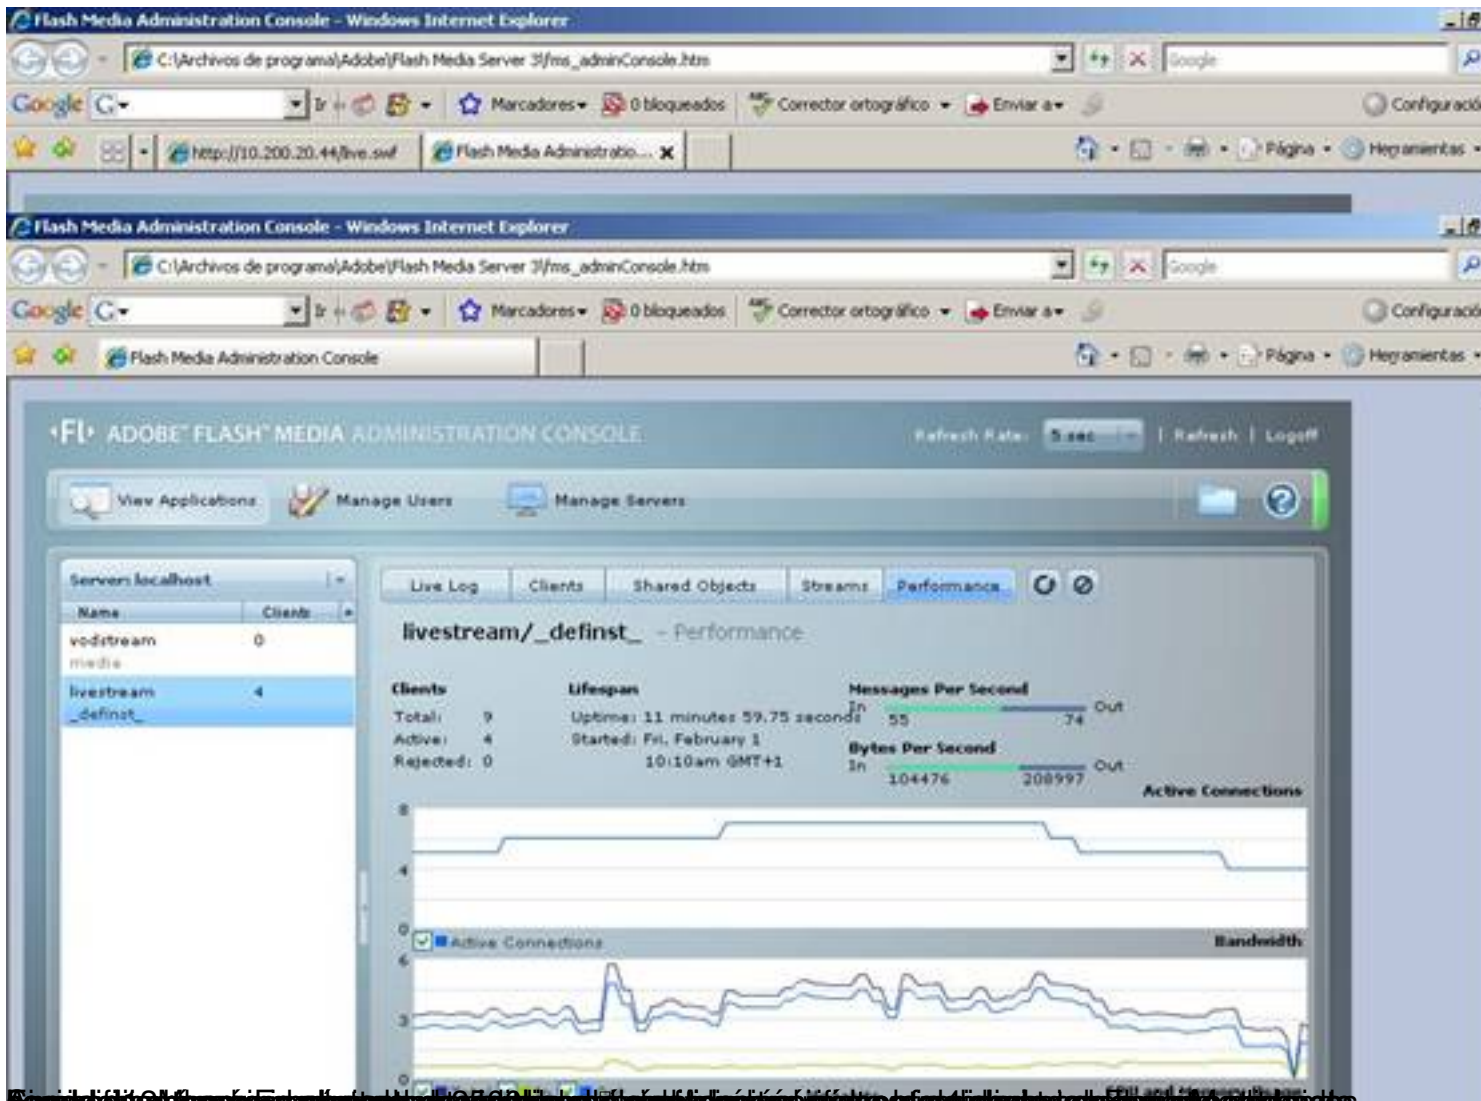 Flash Media Administration Console - Windows Internet Explorer
C:\Archivos de programa\Adobe\Flash Media Server 3\fms_adminConsole.htm
Google
Google
Ir
Marcadores
0 bloqueados
Corrector ortográfico
Enviar a
Configuració
http://10.200.20.44/live.swf
Flash Media Administratio...
Página
Herramientas
Flash Media Administration Console - Windows Internet Explorer
C:\Archivos de programa\Adobe\Flash Media Server 3\fms_adminConsole.htm
Google
Google
Ir
Marcadores
0 bloqueados
Corrector ortográfico
Enviar a
Configuració
Flash Media Administration Console
Página
Herramientas
FL ADOBE FLASH MEDIA ADMINISTRATION CONSOLE
Refresh Rate: 5 sec | Refresh | Logoff
View Applications
Manage Users
Manage Servers
Server: localhost
Name Clients
vodstream 0
media
livestream 4
_definst_
Live Log Clients Shared Objects Streams Performance
livestream/_definst_ - Performance
Clients
Total: 9
Active: 4
Rejected: 0
Lifespan
Uptime: 11 minutes 59.75 seconds
Started: Fri, February 1
10:10am GMT+1
Messages Per Second
In Out
55 74
Bytes Per Second
In Out
104476 208997
Active Connections
8
4
0
Active Connections
Bandwidth
6
3
0